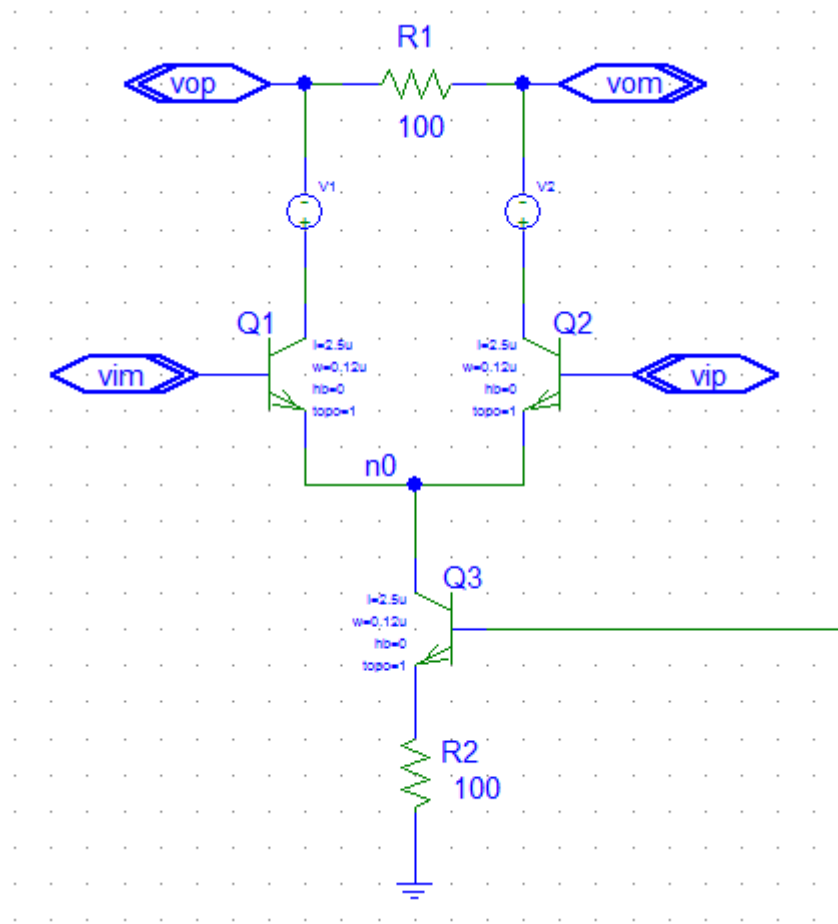 R1
vop
vom
100
V1
V2
-
+
-
+
Q1
Q2
l=2.5u
w=0.12u
hb=0
topo=1
l=2.5u
w=0.12u
hb=0
topo=1
vim
vip
n0
Q3
l=2.5u
w=0.12u
hb=0
topo=1
R2
100